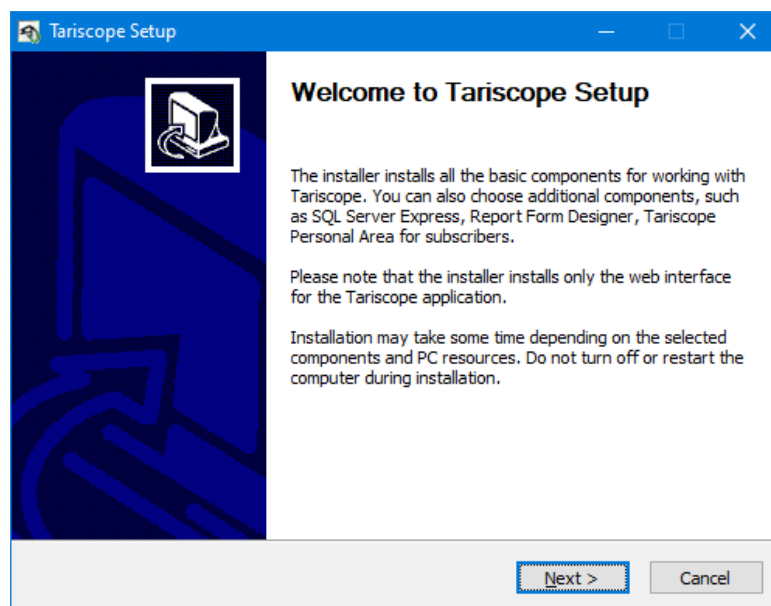 Tariscope Setup
Welcome to Tariscope Setup
The installer installs all the basic components for working with
Tariscope. You can also choose additional components, such
as SQL Server Express, Report Form Designer, Tariscope
Personal Area for subscribers.
Please note that the installer installs only the web interface
for the Tariscope application.
Installation may take some time depending on the selected
components and PC resources. Do not turn off or restart the
computer during installation.
Next >
Cancel